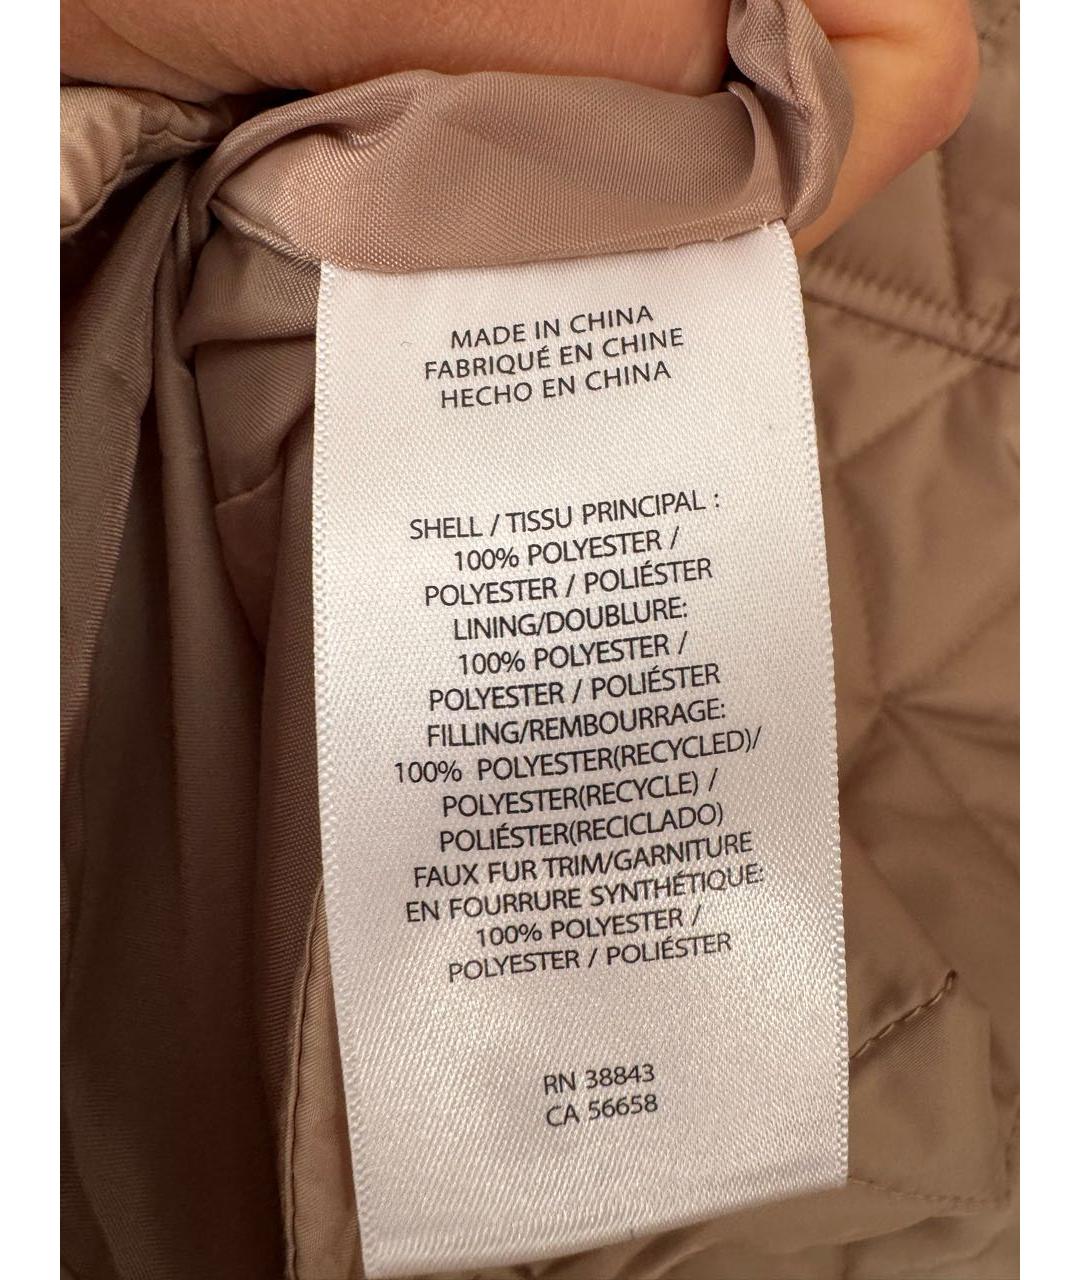 MADE IN CHINA
FABRIQUÉ EN CHINE
HECHO EN CHINA
SHELL / TISSU PRINCIPAL :
100% POLYESTER /
POLYESTER / POLIÉSTER
LINING/DOUBLURE:
100% POLYESTER /
POLYESTER / POLIÉSTER
FILLING/REMBOURRAGE:
100% POLYESTER(RECYCLED)/
POLYESTER(RECYCLE) /
POLIÉSTER(RECICLADO)
FAUX FUR TRIM/GARNITURE
EN FOURRURE SYNTHÉTIQUE:
100% POLYESTER /
POLYESTER / POLIÉSTER
RN 38843
CA 56658